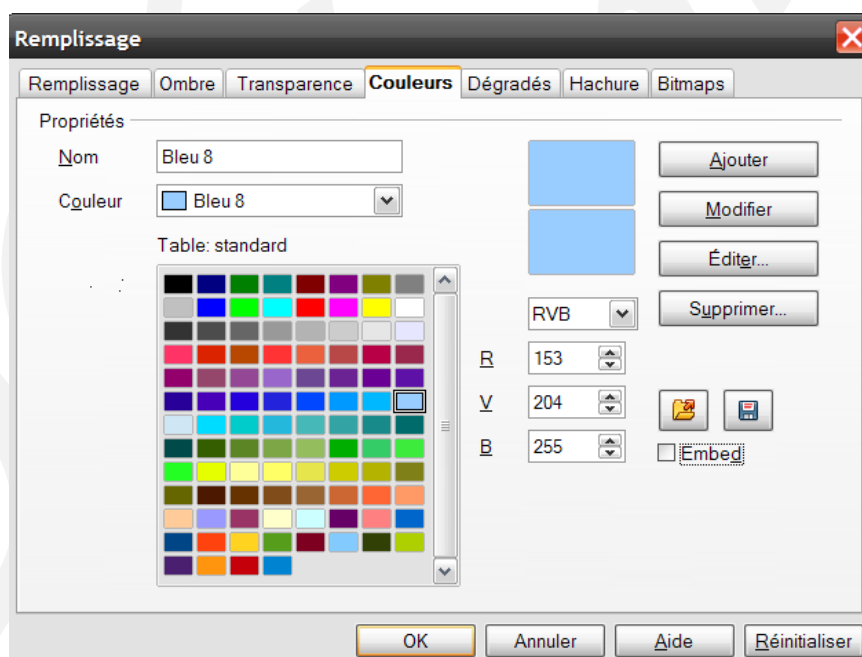 Remplissage
Remplissage Ombre Transparence Couleurs Dégradés Hachure Bitmaps
Propriétés
Nom Bleu 8 Ajouter
Couleur Bleu 8 Modifier
Table: standard Éditer...
RVB Supprimer...
R 153
V 204
B 255 Embed
OK Annuler Aide Réinitialiser